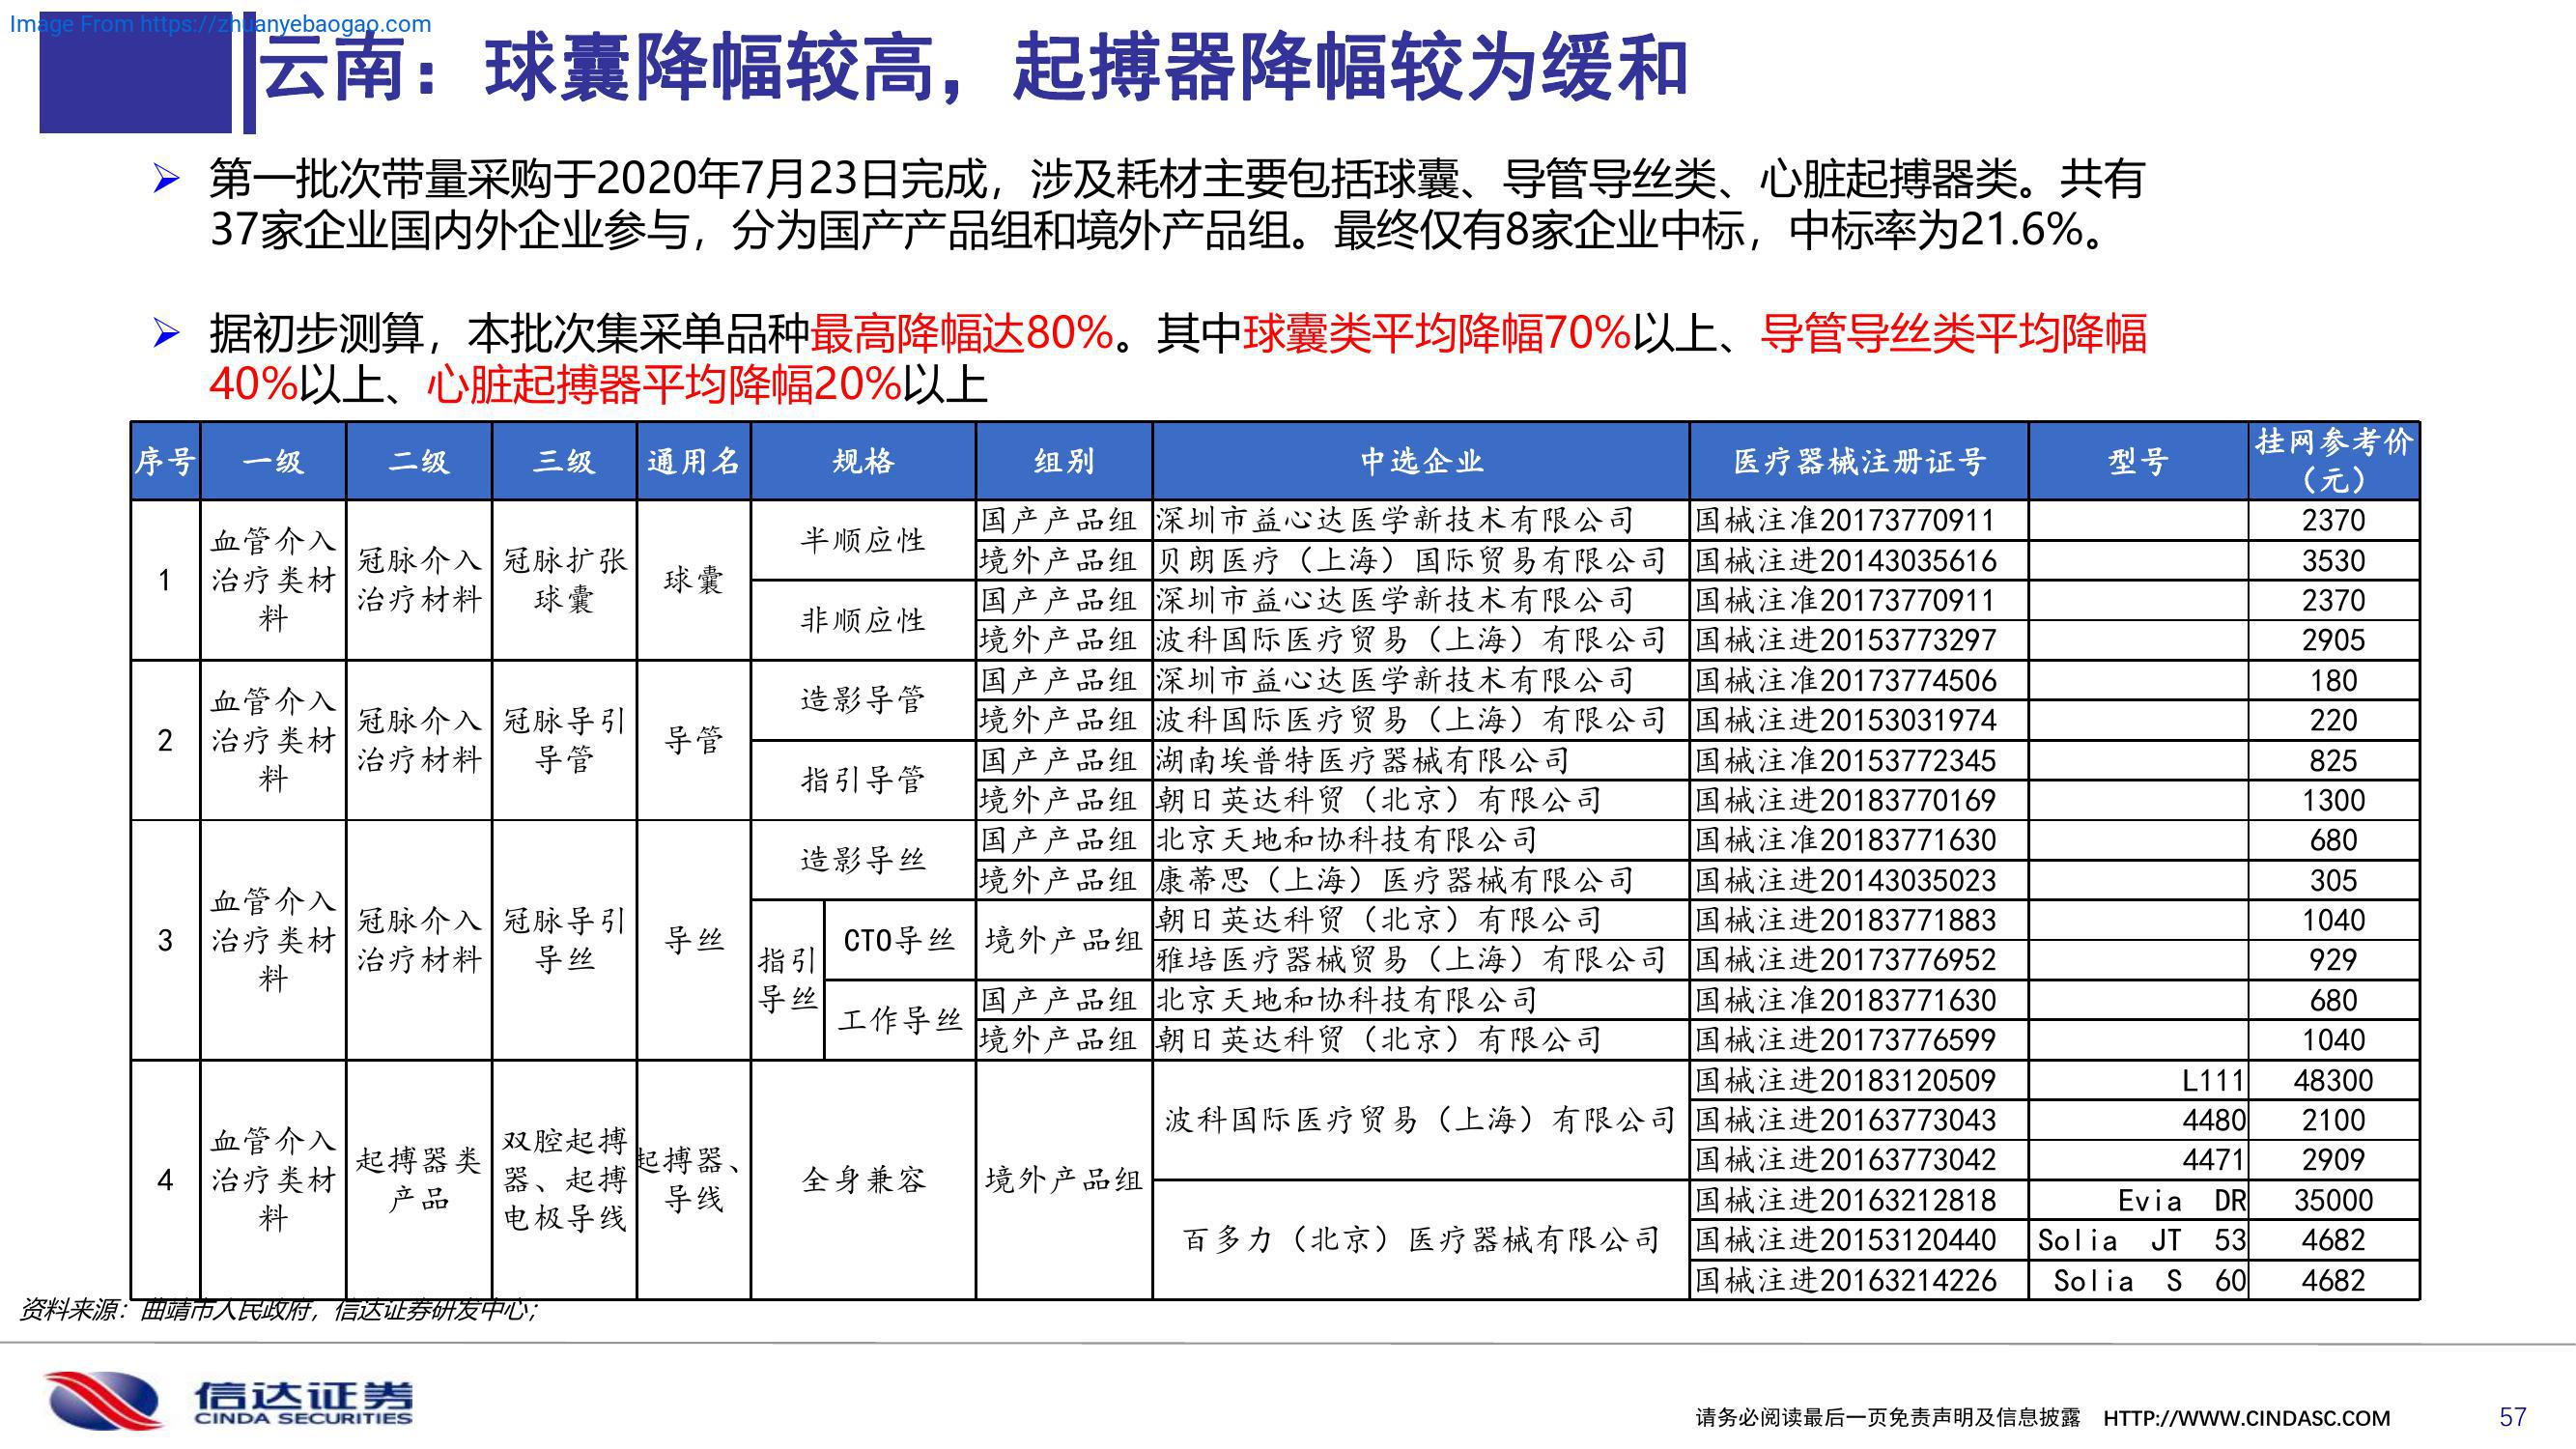 Image From https://zhuanyebaogao.com
云南：球囊降幅较高，起搏器降幅较为缓和
第一批次带量采购于2020年7月23日完成，涉及耗材主要包括球囊、导管导丝类、心脏起搏器类。共有
37家企业国内外企业参与，分为国产产品组和境外产品组。最终仅有8家企业中标，中标率为21.6%。
据初步测算，本批次集采单品种最高降幅达80%。其中球囊类平均降幅70%以上、导管导丝类平均降幅
40%以上、心脏起搏器平均降幅20%以上
序号 一级 二级 三级 通用名 规格 组别 中选企业 医疗器械注册证号 型号 挂网参考价（元）
1 血管介入治疗类材料 冠脉介入治疗材料 冠脉扩张球囊 球囊 半顺应性 国产产品组 深圳市益心达医学新技术有限公司 国械注准20173770911 2370
境外产品组 贝朗医疗（上海）国际贸易有限公司 国械注进20143035616 3530
非顺应性 国产产品组 深圳市益心达医学新技术有限公司 国械注准20173770911 2370
境外产品组 波科国际医疗贸易（上海）有限公司 国械注进20153773297 2905
2 血管介入治疗类材料 冠脉介入治疗材料 冠脉导引导管 导管 造影导管 国产产品组 深圳市益心达医学新技术有限公司 国械注准20173774506 180
境外产品组 波科国际医疗贸易（上海）有限公司 国械注进20153031974 220
指引导管 国产产品组 湖南埃普特医疗器械有限公司 国械注准20153772345 825
境外产品组 朝日英达科贸（北京）有限公司 国械注进20183770169 1300
3 血管介入治疗类材料 冠脉介入治疗材料 冠脉导引导丝 导丝 造影导丝 国产产品组 北京天地和协科技有限公司 国械注准20183771630 680
境外产品组 康蒂思（上海）医疗器械有限公司 国械注进20143035023 305
指引导丝 CTO导丝 境外产品组 朝日英达科贸（北京）有限公司 国械注进20183771883 1040
雅培医疗器械贸易（上海）有限公司 国械注进20173776952 929
工作导丝 国产产品组 北京天地和协科技有限公司 国械注准20183771630 680
境外产品组 朝日英达科贸（北京）有限公司 国械注进20173776599 1040
4 血管介入治疗类材料 起搏器类产品 双腔起搏器、起搏电极导线 起搏器、导线 全身兼容 境外产品组 波科国际医疗贸易（上海）有限公司 国械注进20183120509 L111 48300
国械注进20163773043 4480 2100
国械注进20163773042 4471 2909
百多力（北京）医疗器械有限公司 国械注进20163212818 Evia DR 35000
国械注进20153120440 Solia JT 53 4682
国械注进20163214226 Solia S 60 4682
资料来源：曲靖市人民政府，信达证券研发中心；
信达证券
CINDA SECURITIES
请务必阅读最后一页免责声明及信息披露 HTTP://WWW.CINDASC.COM 57